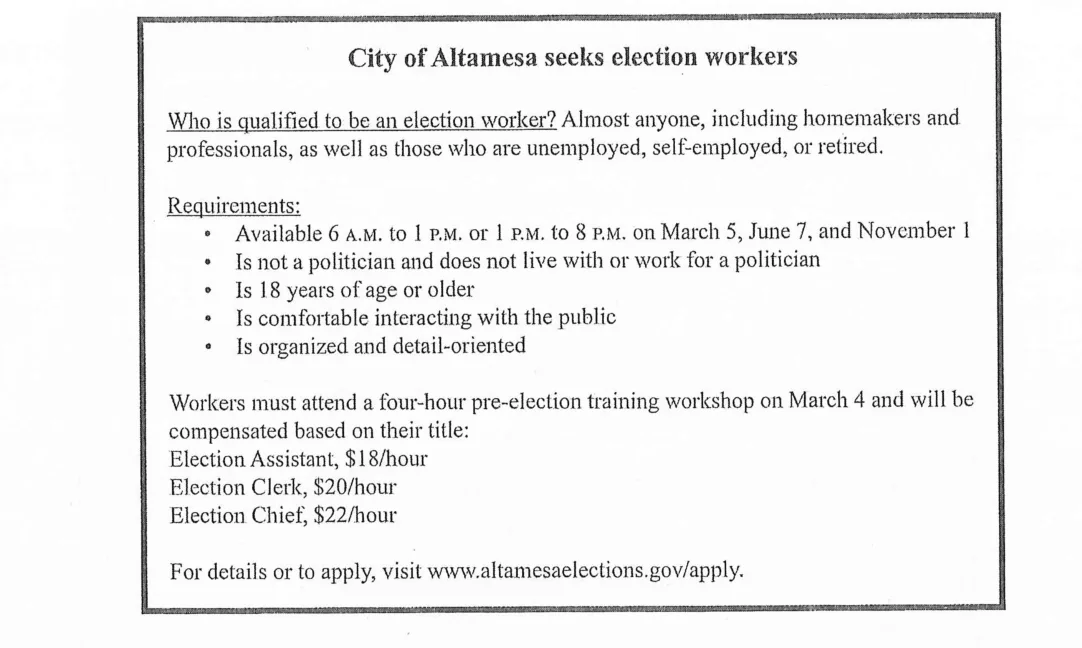 City of Altamesa seeks election workers
Who is qualified to be an election worker? Almost anyone, including homemakers and
professionals, as well as those who are unemployed, self-employed, or retired.
Requirements:
• Available 6 A.M. to 1 P.M. or 1 P.M. to 8 P.M. on March 5, June 7, and November 1
• Is not a politician and does not live with or work for a politician
• Is 18 years of age or older
• Is comfortable interacting with the public
• Is organized and detail-oriented
Workers must attend a four-hour pre-election training workshop on March 4 and will be
compensated based on their title:
Election Assistant, $18/hour
Election Clerk, $20/hour
Election Chief, $22/hour
For details or to apply, visit www.altamesaelections.gov/apply.